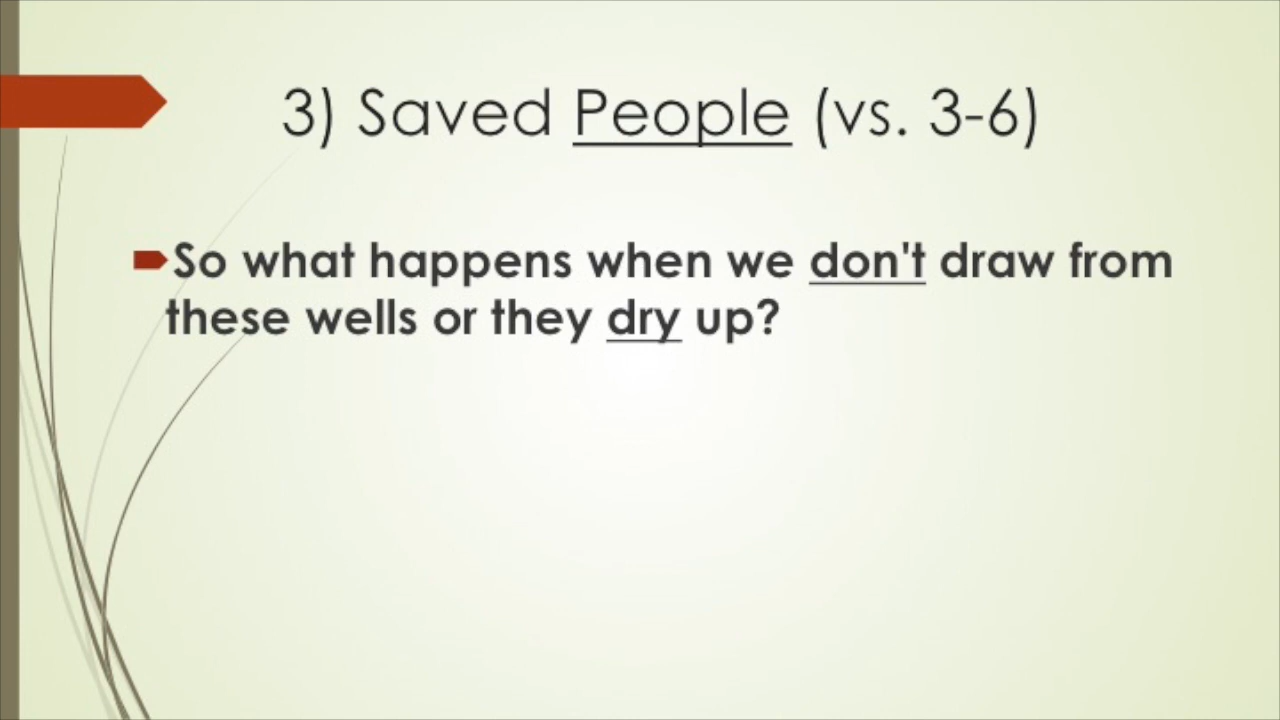 3) Saved People (vs. 3-6)
So what happens when we don't draw from
these wells or they dry up?